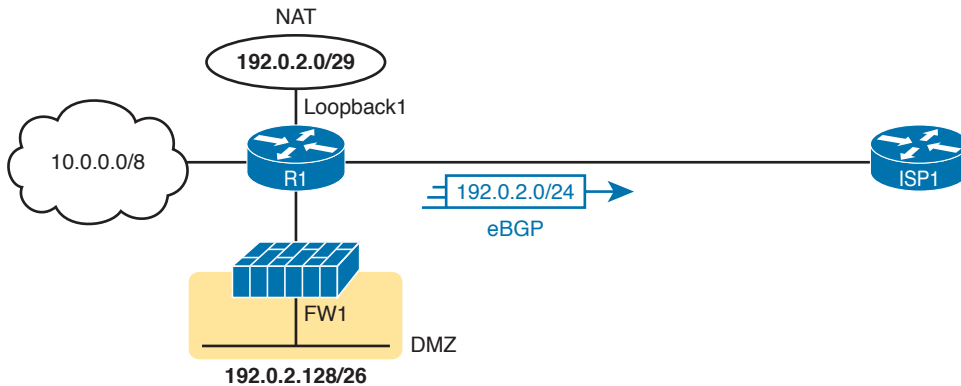 NAT
192.0.2.0/29
Loopback1
10.0.0.0/8
R1
ISP1
192.0.2.0/24
eBGP
FW1
DMZ
192.0.2.128/26